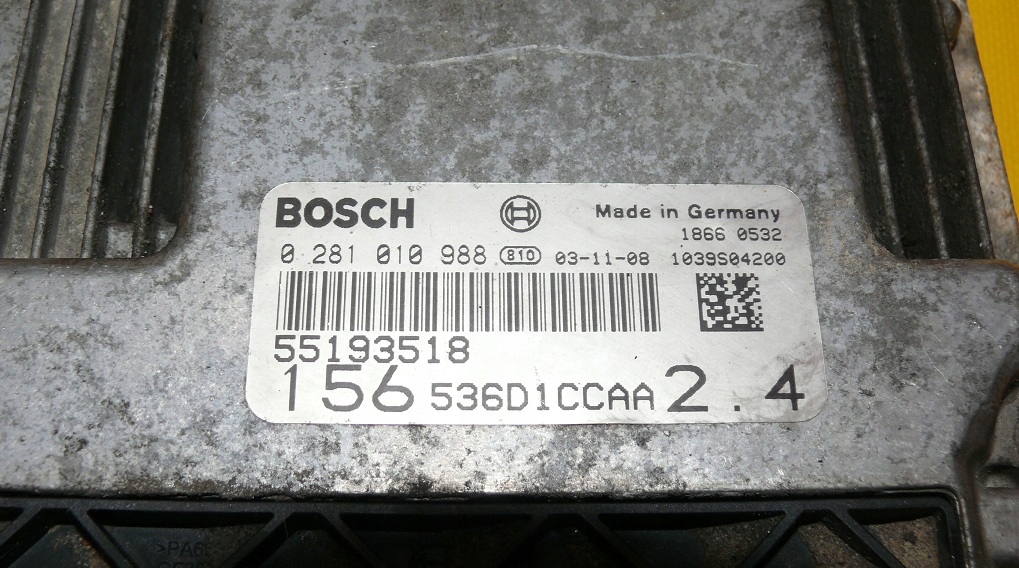 BOSCH Made in Germany
1866 0532
0 281 010 988 810 03-11-08 1039S04200
55193518
156 536D1CCAA 2.4
>PA6